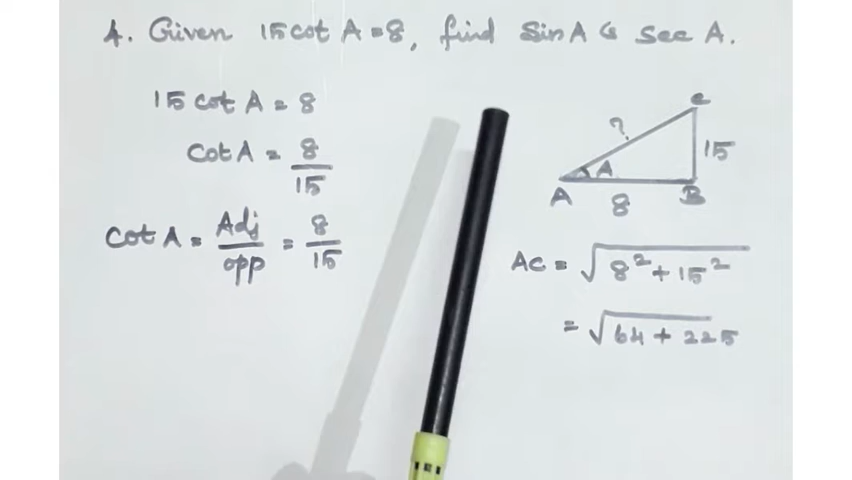 4. Given 15 cot A = 8, find sin A & sec A.
15 cot A = 8
cot A = 8/15
cot A = Adj/opp = 8/15
C
?
15
A
A
B
8
AC = √(8² + 15²)
= √(64 + 225)